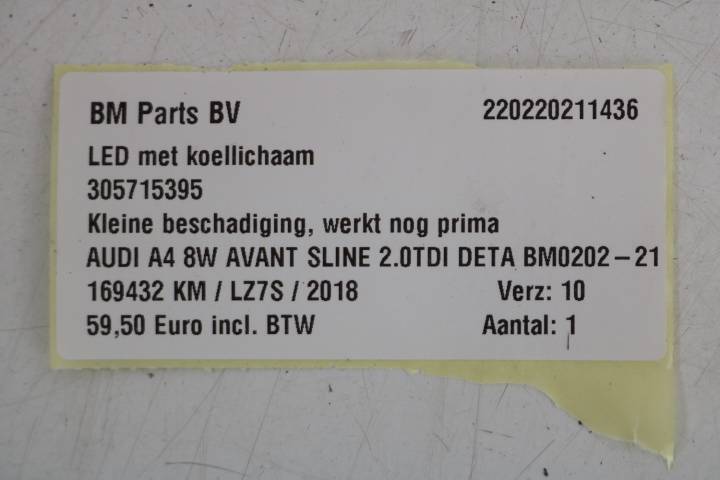 BM Parts BV 220220211436
LED met koellichaam
305715395
Kleine beschadiging, werkt nog prima
AUDI A4 8W AVANT SLINE 2.0TDI DETA BM0202-21
169432 KM / LZ7S / 2018 Verz: 10
59,50 Euro incl. BTW Aantal: 1